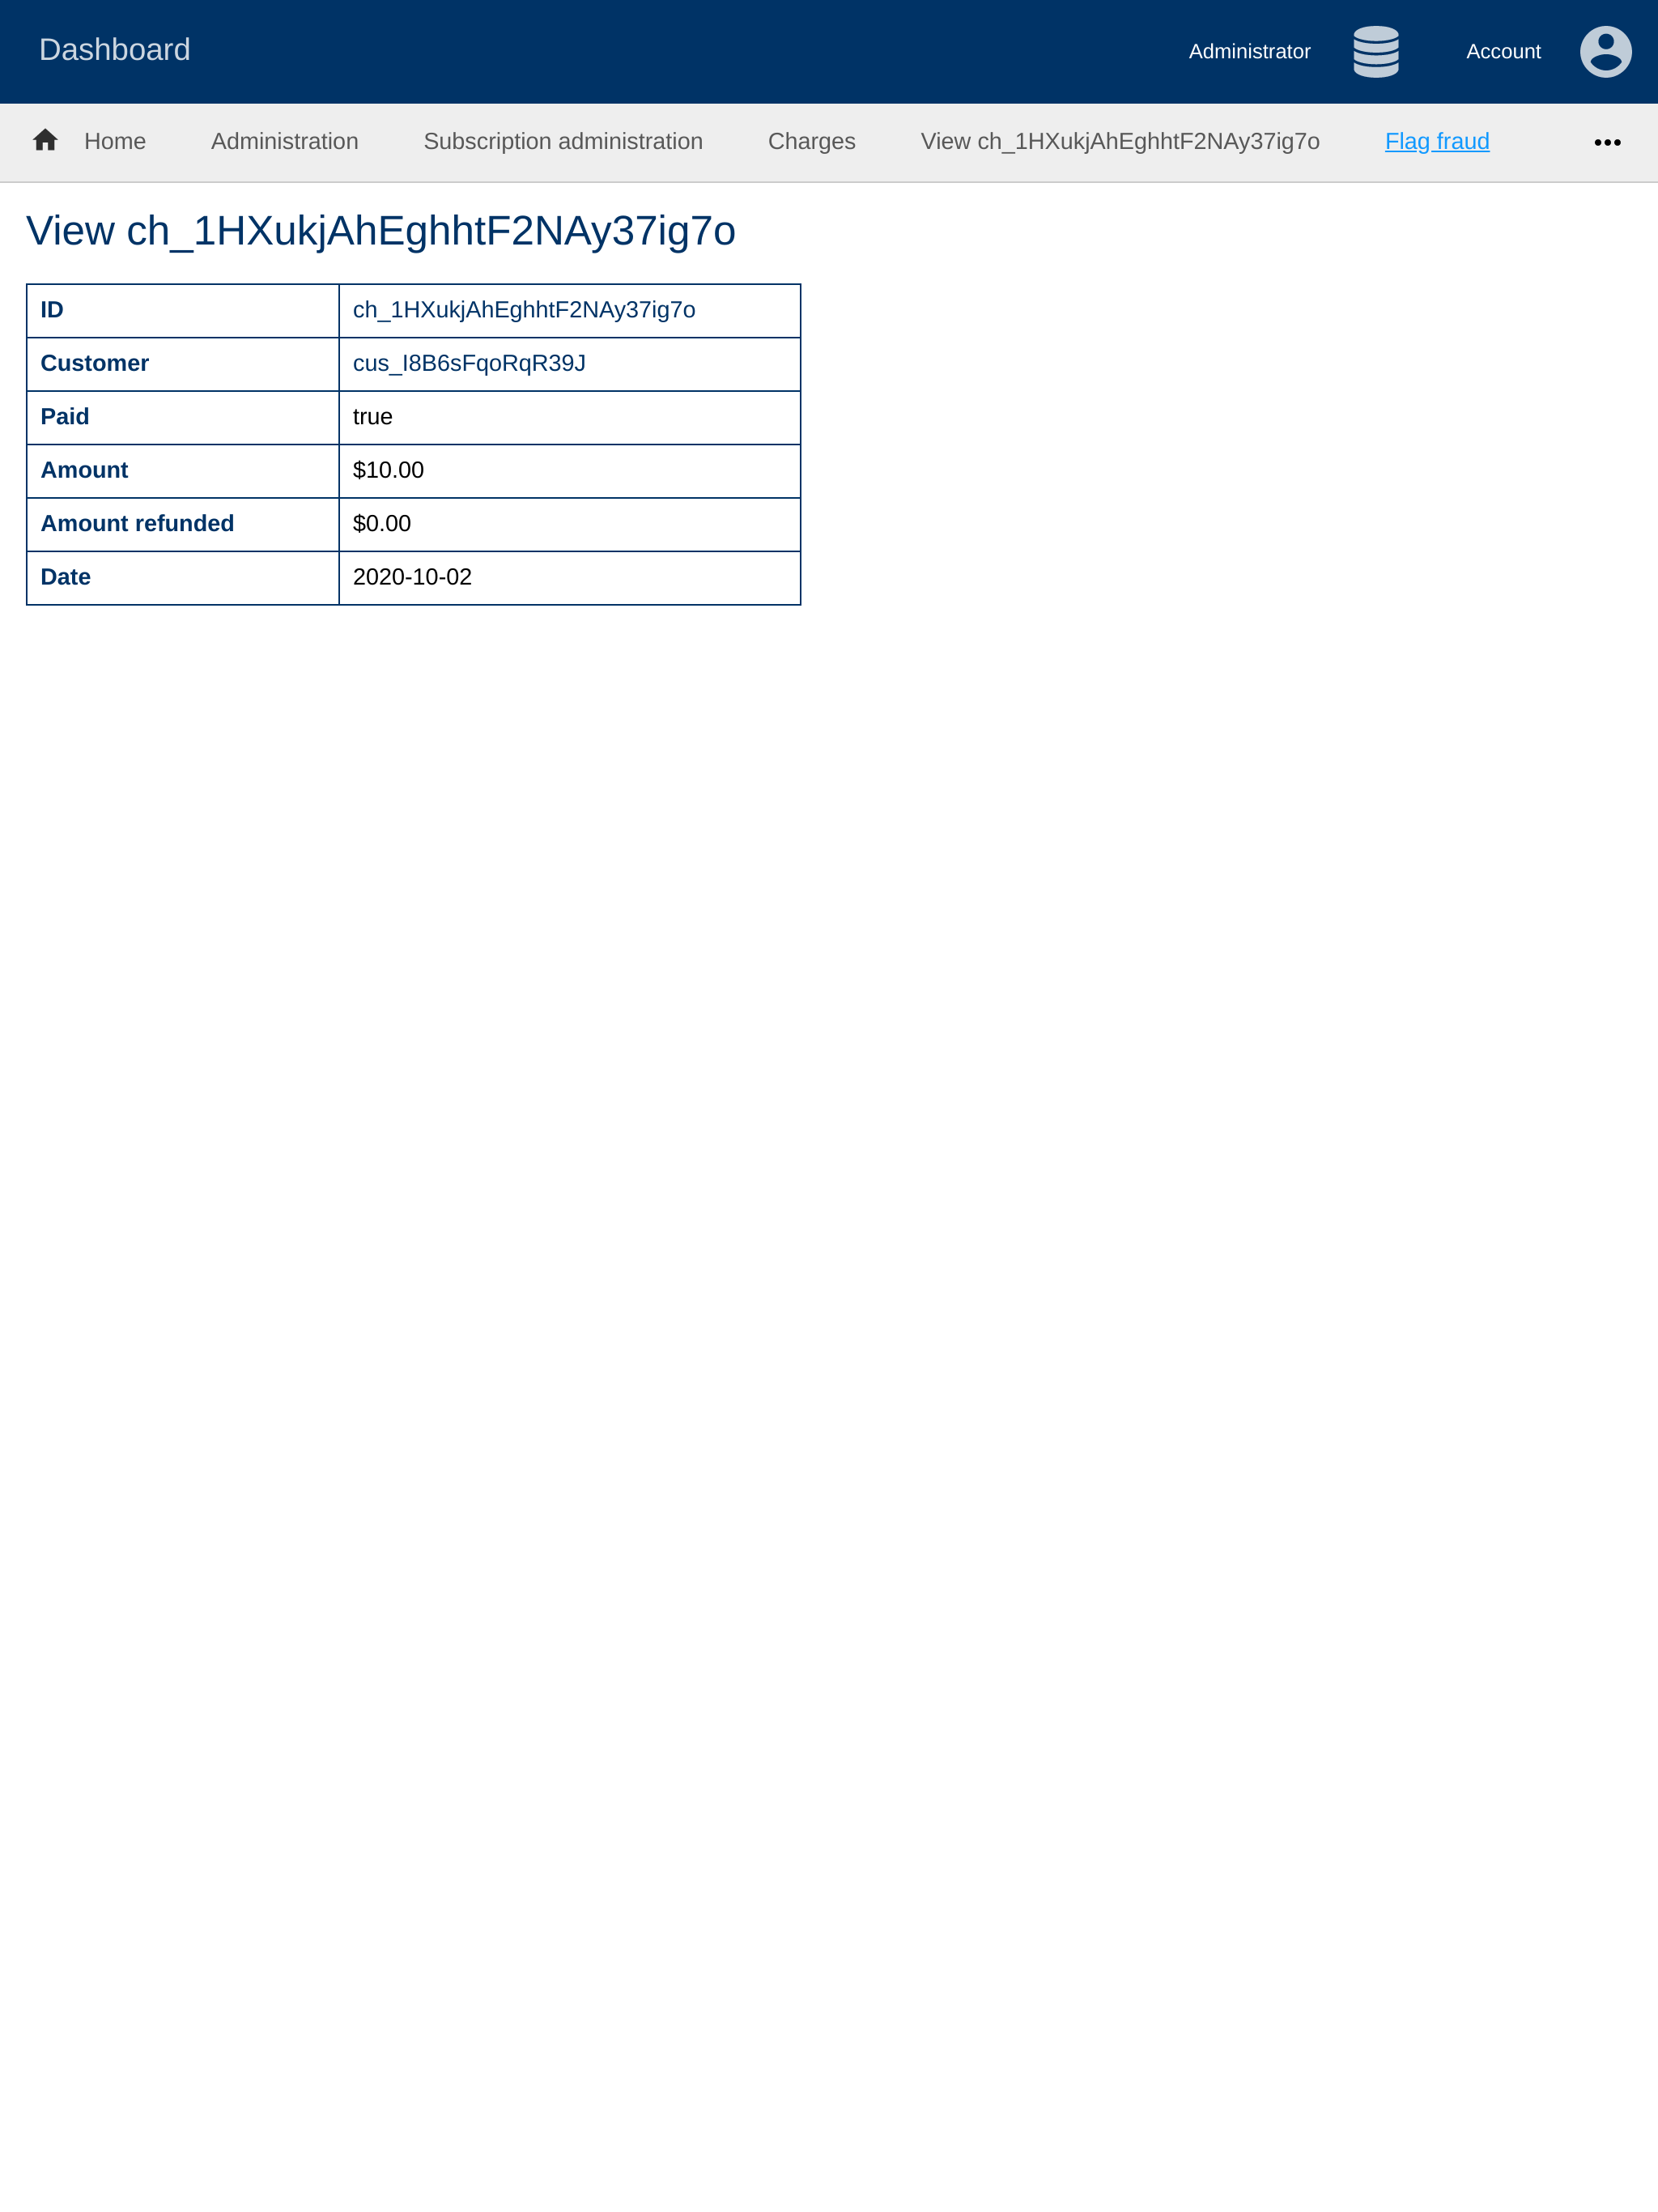 Dashboard
Administrator
Account
Home Administration Subscription administration Charges View ch_1HXukjAhEghhtF2NAy37ig7o Flag fraud
View ch_1HXukjAhEghhtF2NAy37ig7o
ID ch_1HXukjAhEghhtF2NAy37ig7o
Customer cus_I8B6sFqoRqR39J
Paid true
Amount $10.00
Amount refunded $0.00
Date 2020-10-02